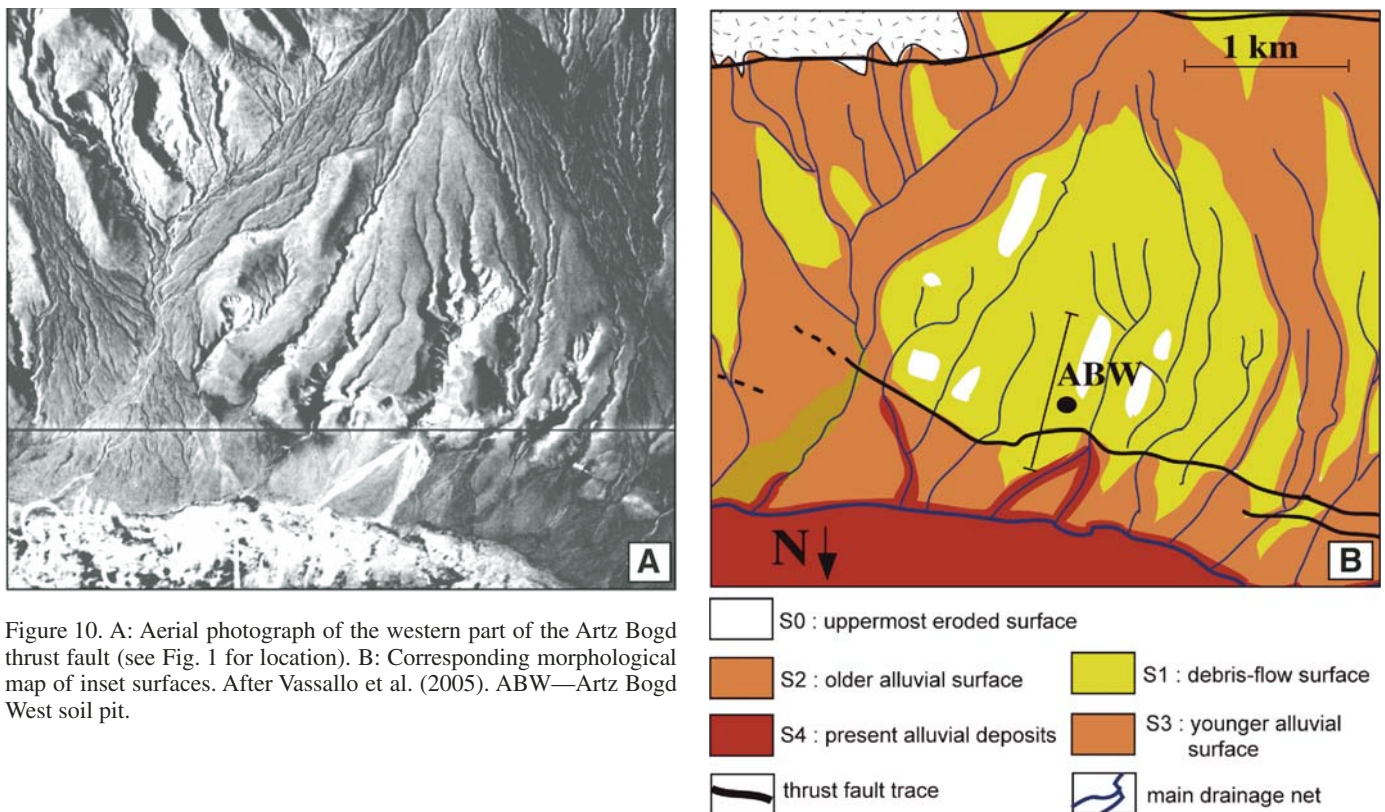 A
1 km
ABW
N
B
Figure 10. A: Aerial photograph of the western part of the Artz Bogd
thrust fault (see Fig. 1 for location). B: Corresponding morphological
map of inset surfaces. After Vassallo et al. (2005). ABW—Artz Bogd
West soil pit.
S0 : uppermost eroded surface
S2 : older alluvial surface
S1 : debris-flow surface
S4 : present alluvial deposits
S3 : younger alluvial
surface
thrust fault trace
main drainage net